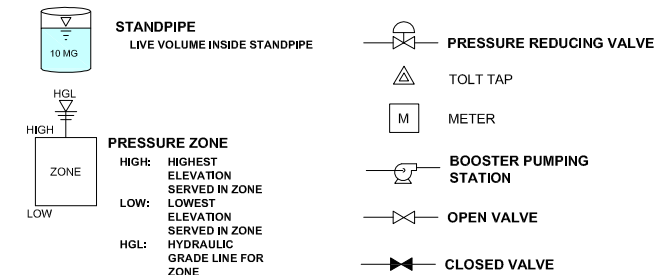 STANDPIPE
LIVE VOLUME INSIDE STANDPIPE
10 MG
HGL
HIGH
ZONE
LOW
PRESSURE ZONE
HIGH: HIGHEST
ELEVATION
SERVED IN ZONE
LOW: LOWEST
ELEVATION
SERVED IN ZONE
HGL: HYDRAULIC
GRADE LINE FOR
ZONE
PRESSURE REDUCING VALVE
TOLT TAP
M METER
BOOSTER PUMPING
STATION
OPEN VALVE
CLOSED VALVE